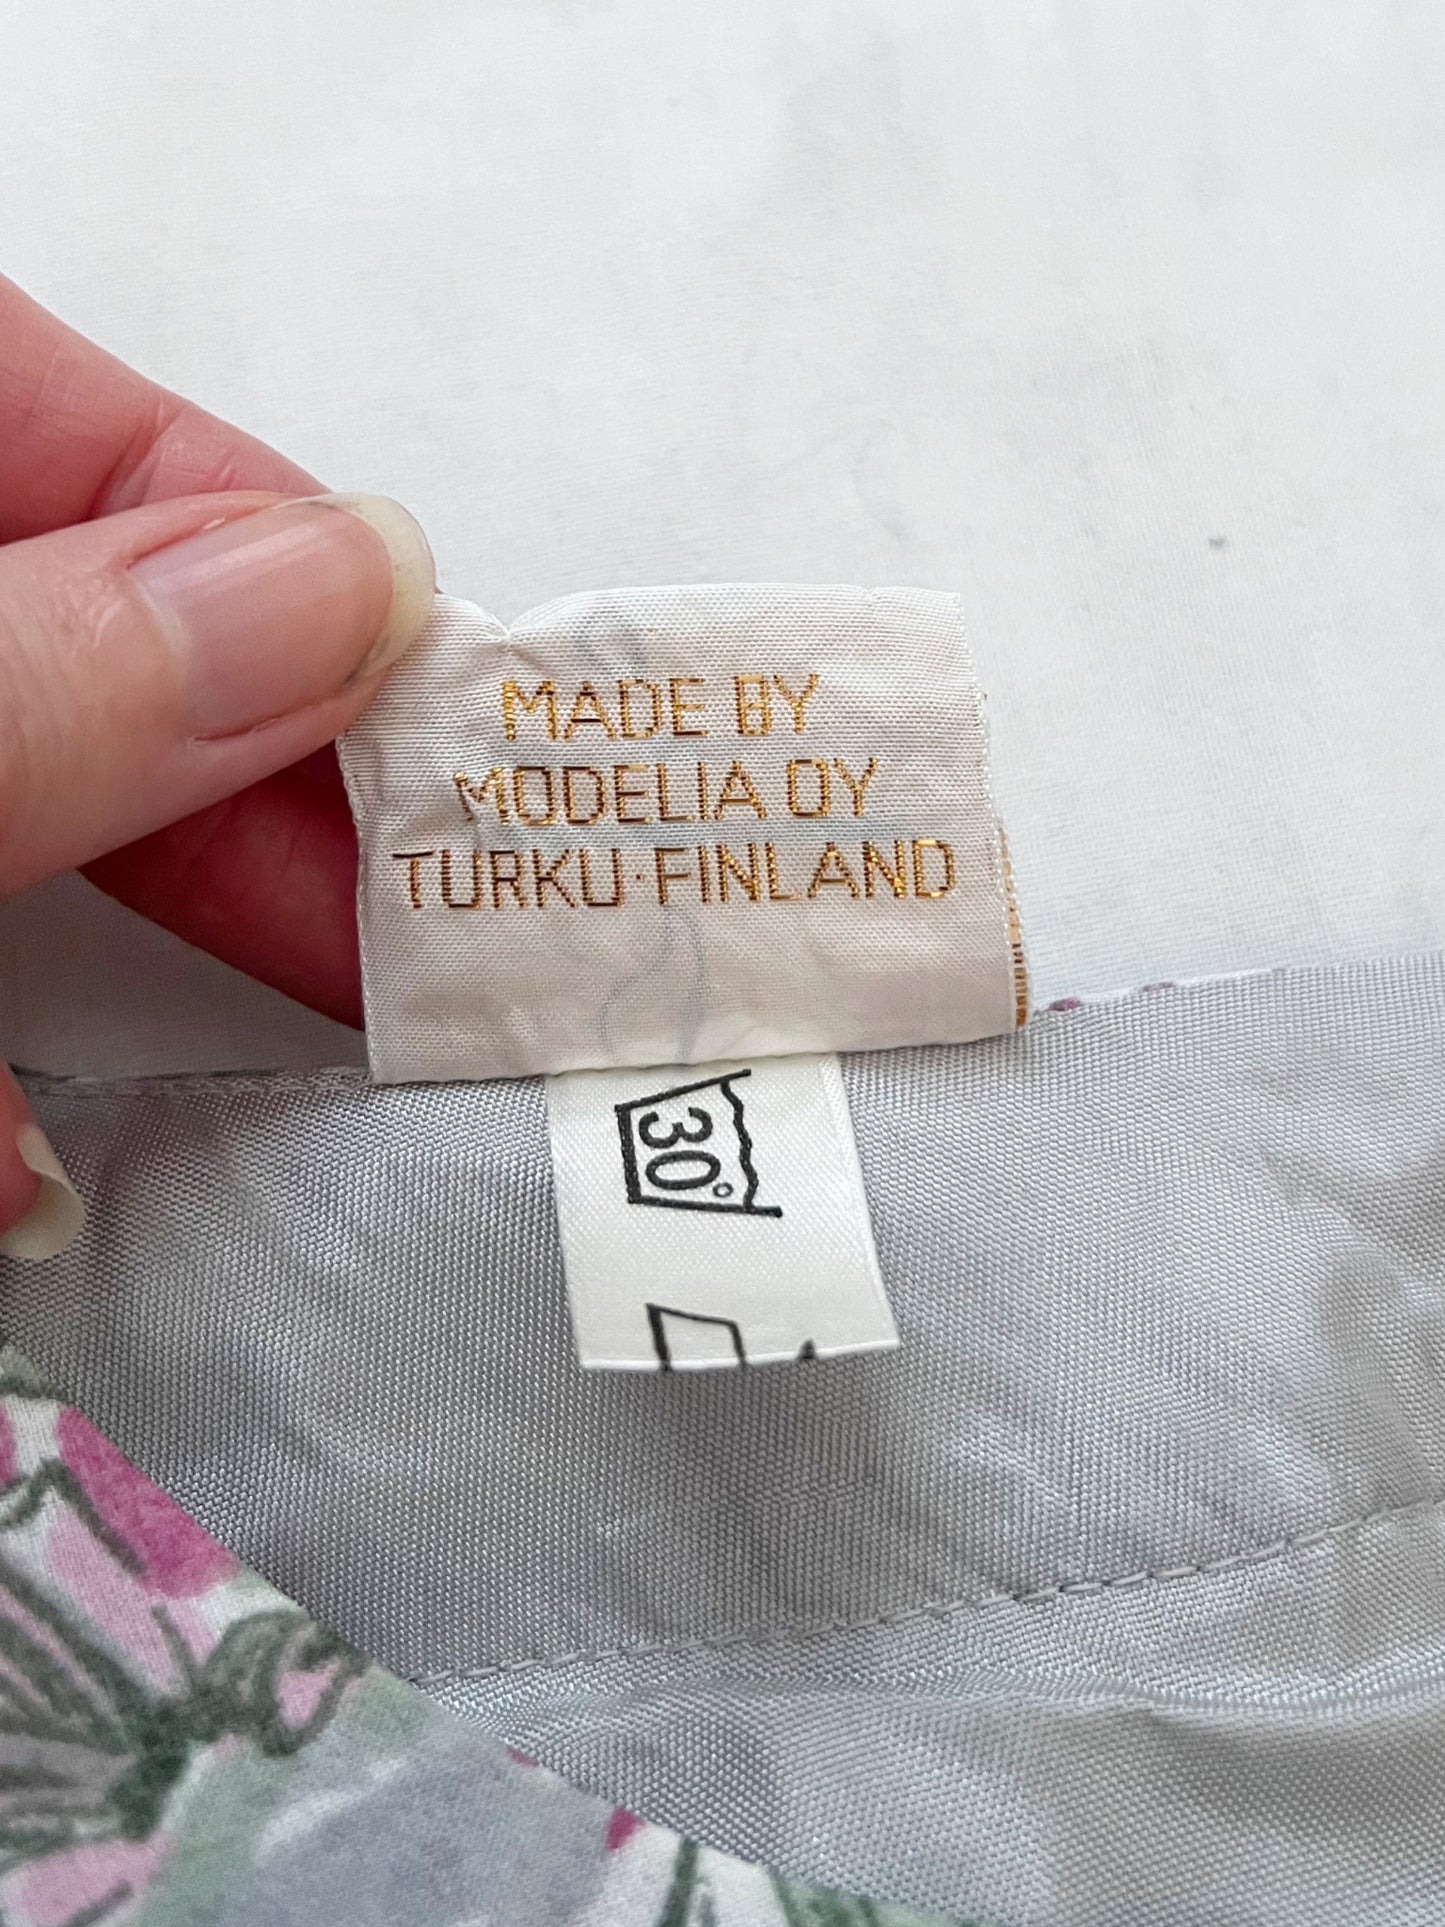 MADE BY
MODELIA OY
TURKU·FINLAND
30°